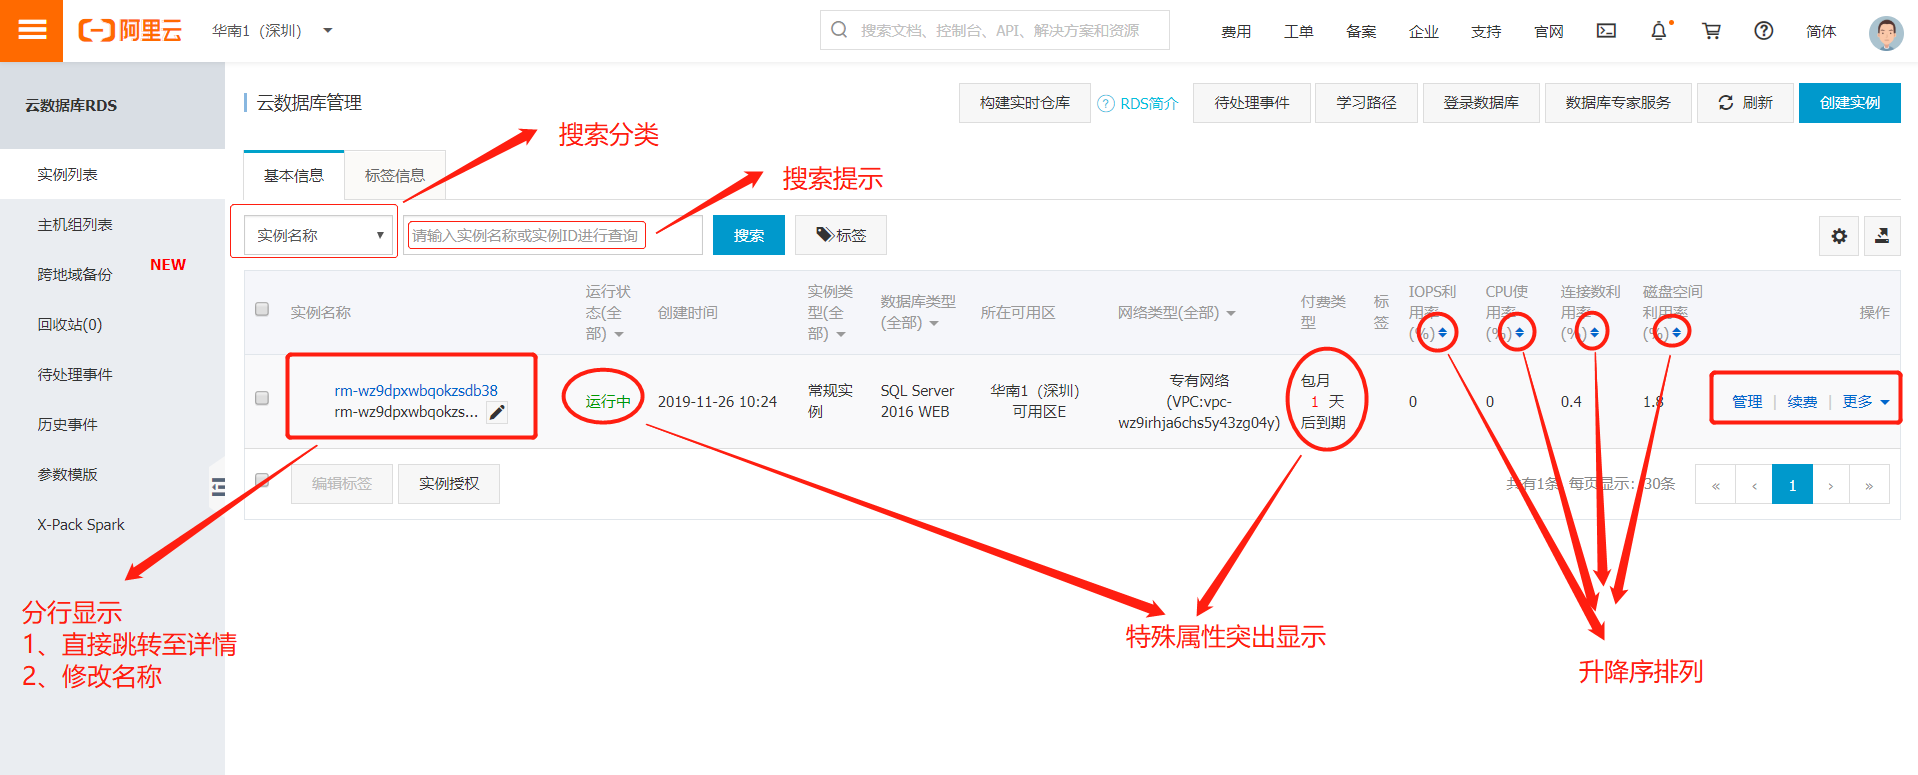 阿里云
华南1（深圳）
搜索文档、控制台、API、解决方案和资源
费用
工单
备案
企业
支持
官网
简体
云数据库RDS
实例列表
主机组列表
跨地域备份 NEW
回收站(0)
待处理事件
历史事件
参数模版
X-Pack Spark
云数据库管理
构建实时仓库
RDS简介
待处理事件
学习路径
登录数据库
数据库专家服务
刷新
创建实例
搜索分类
搜索提示
基本信息
标签信息
实例名称
请输入实例名称或实例ID进行查询
搜索
标签
实例名称
运行状
态(全
部)
创建时间
实例类
型(全
部)
数据库类型
(全部)
所在可用区
网络类型(全部)
付费类
型
标
签
IOPS利
用率
(%)
CPU使
用率
(%)
连接数利
用率
(%)
磁盘空间
利用率
(%)
操作
rm-wz9dpxwbqokzsdb38
rm-wz9dpxwbqokzs...
运行中
2019-11-26 10:24
常规实
例
SQL Server
2016 WEB
华南1（深圳）
可用区E
专有网络
(VPC:vpc-
wz9irhja6chs5y43zg04y)
包月
1 天
后到期
0
0
0.4
1.8
管理 | 续费 | 更多
编辑标签
实例授权
共有1条
每页显示：30条
« ‹ 1 › »
分行显示
1、直接跳转至详情
2、修改名称
特殊属性突出显示
升降序排列